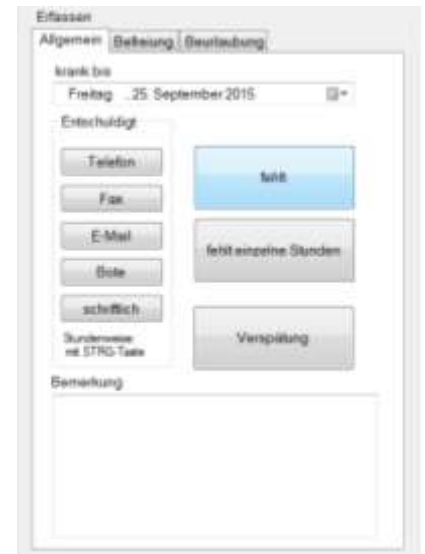 Erfassen
Allgemein Befreiung Beurlaubung
krank bis
Freitag , 25. September 2015
Entschuldigt
Telefon
fehlt
Fax
E-Mail
fehlt einzelne Stunden
Bote
schriftlich
Stundenweise
mit STRG-Taste
Verspätung
Bemerkung